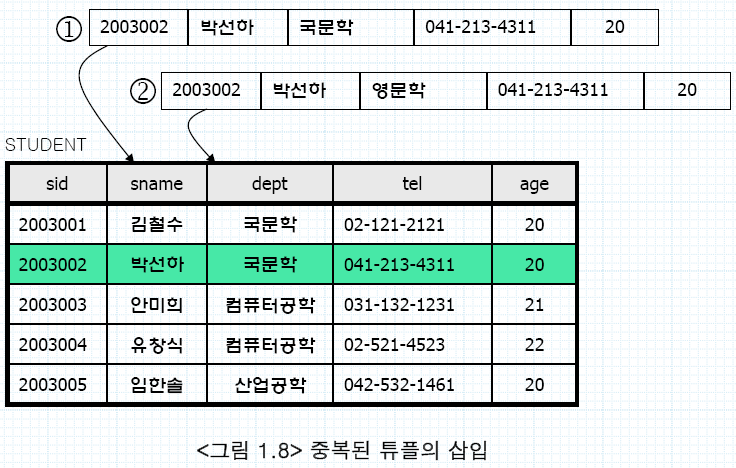 ① 2003002 박선하 국문학 041-213-4311 20
② 2003002 박선하 영문학 041-213-4311 20
STUDENT
sid sname dept tel age
2003001 김철수 국문학 02-121-2121 20
2003002 박선하 국문학 041-213-4311 20
2003003 안미희 컴퓨터공학 031-132-1231 21
2003004 유창식 컴퓨터공학 02-521-4523 22
2003005 임한솔 산업공학 042-532-1461 20
<그림 1.8> 중복된 튜플의 삽입